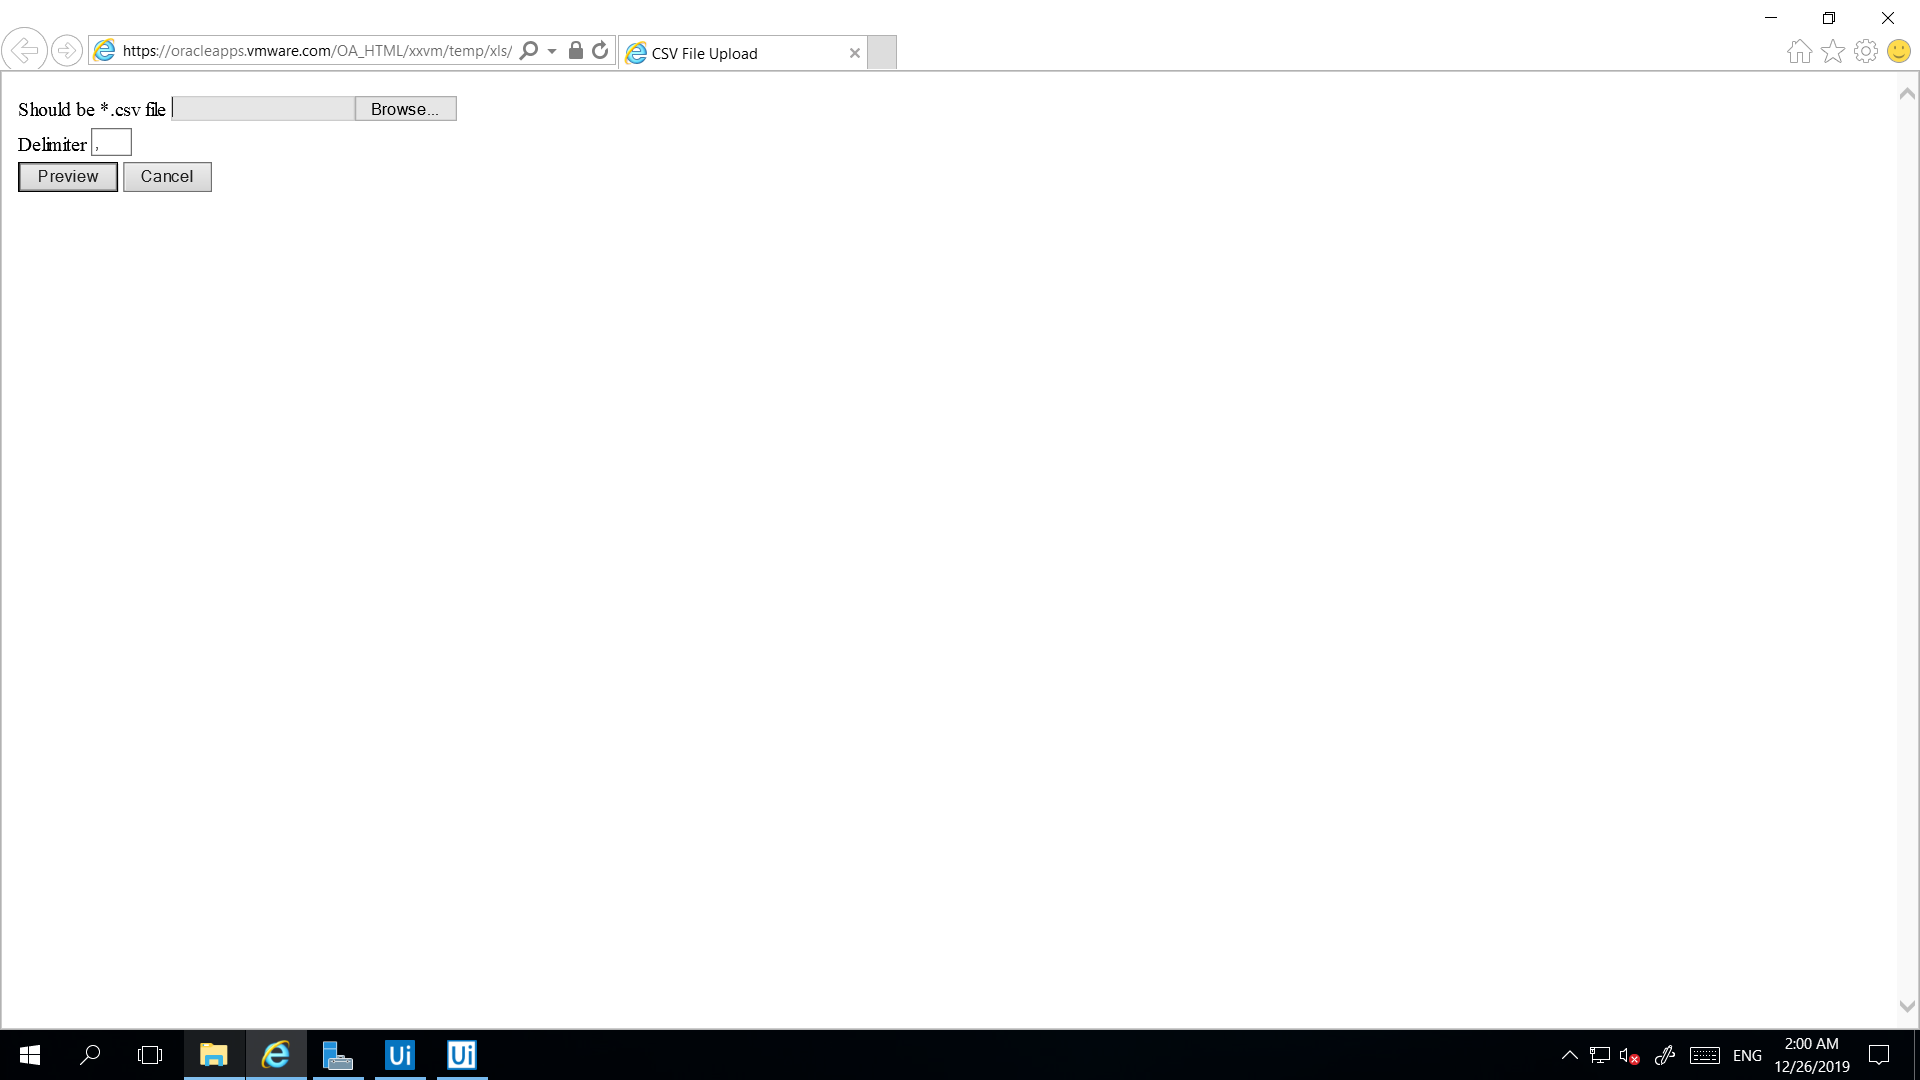 https://oracleapps.vmware.com/OA_HTML/xxvm/temp/xls/
CSV File Upload
Should be *.csv file
Browse...
Delimiter ,
Preview Cancel
Ui Ui
ENG
2:00 AM
12/26/2019